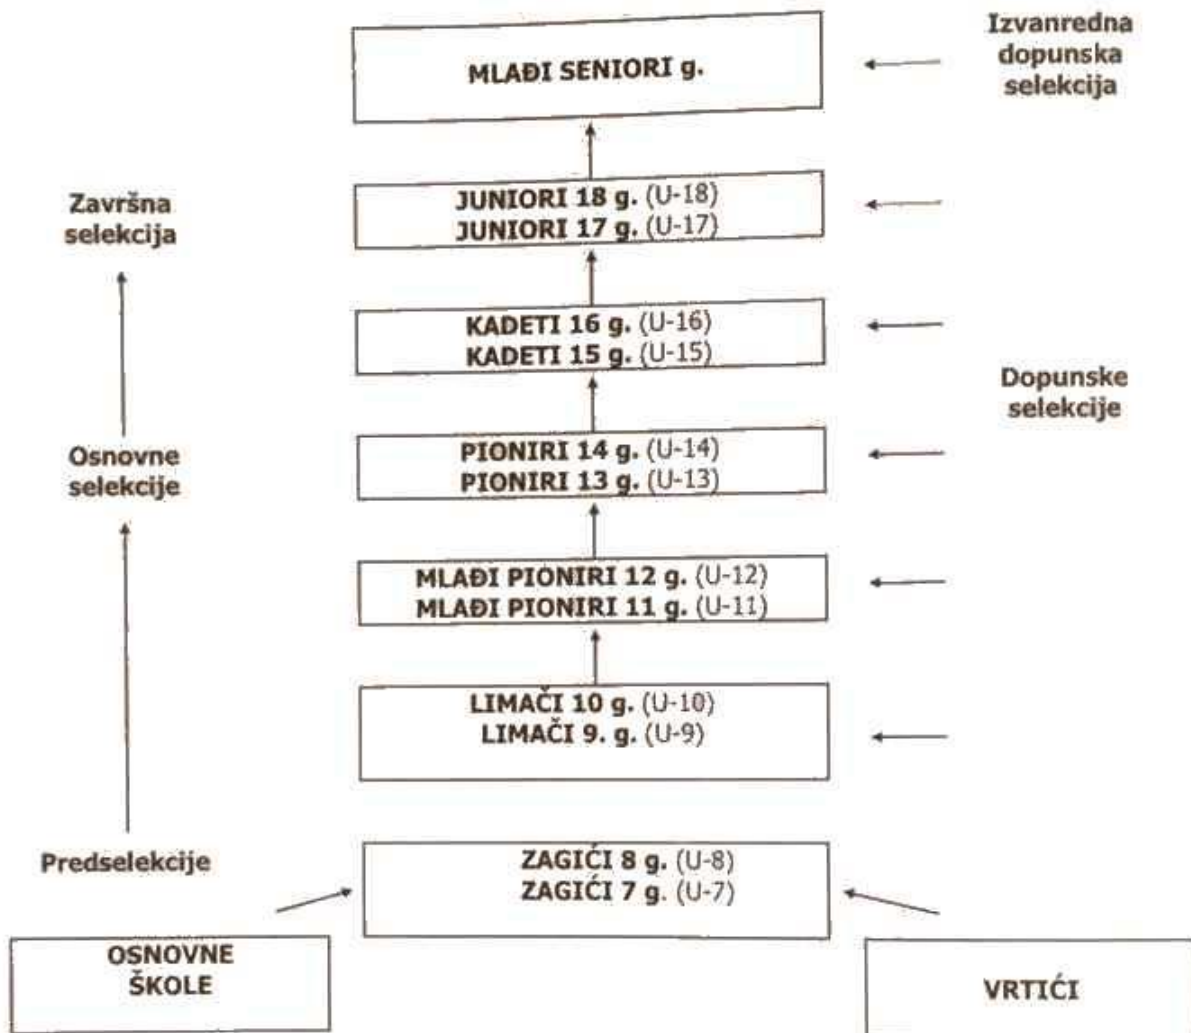 Izvanredna
dopunska
selekcija
MLAĐI SENIORI g.
Završna
selekcija
JUNIORI 18 g. (U-18)
JUNIORI 17 g. (U-17)
KADETI 16 g. (U-16)
KADETI 15 g. (U-15)
Dopunske
selekcije
Osnovne
selekcije
PIONIRI 14 g. (U-14)
PIONIRI 13 g. (U-13)
MLAĐI PIONIRI 12 g. (U-12)
MLAĐI PIONIRI 11 g. (U-11)
LIMAČI 10 g. (U-10)
LIMAČI 9. g. (U-9)
Predselekcije
ZAGIĆI 8 g. (U-8)
ZAGIĆI 7 g. (U-7)
OSNOVNE
ŠKOLE
VRTIĆI